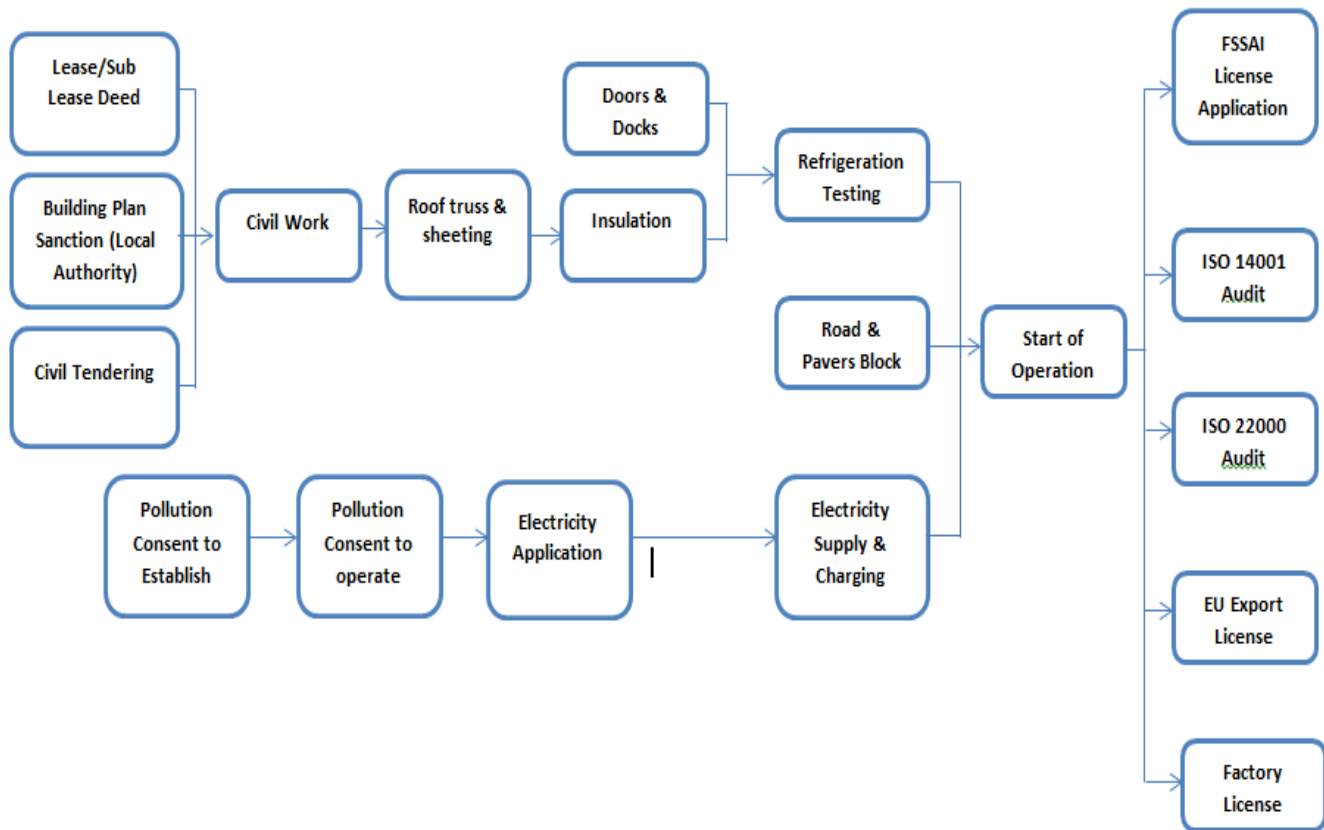 Lease/Sub
Lease Deed
Building Plan
Sanction (Local
Authority)
Civil Tendering
Civil Work
Roof truss &
sheeting
Doors &
Docks
Insulation
Refrigeration
Testing
Road &
Pavers Block
Pollution
Consent to
Establish
Pollution
Consent to
operate
Electricity
Application
Electricity
Supply &
Charging
Start of
Operation
FSSAI
License
Application
ISO 14001
Audit
ISO 22000
Audit
EU Export
License
Factory
License